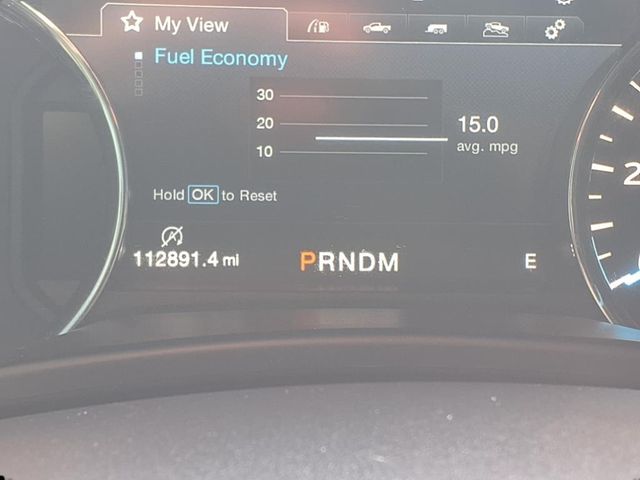 My View
Fuel Economy
30
20
10
15.0
avg. mpg
Hold OK to Reset
112891.4 mi
PRNDM
E
2